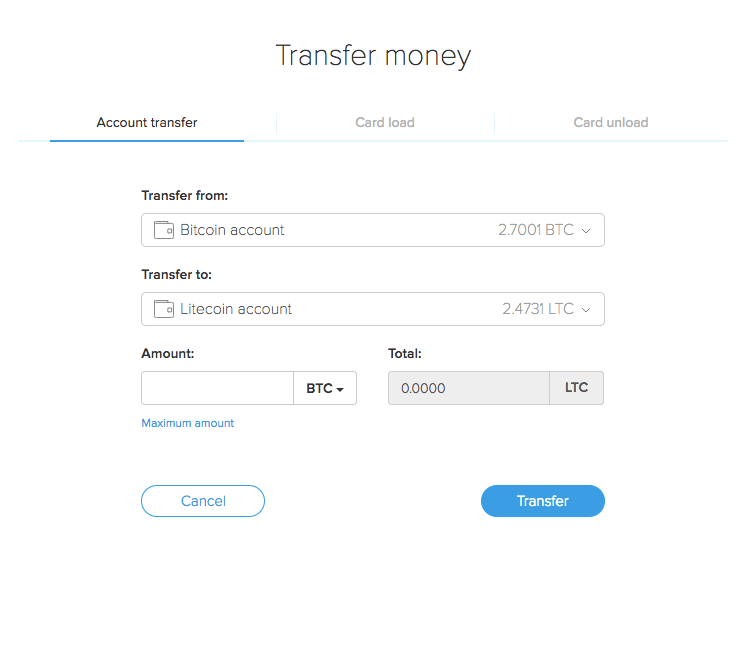 Transfer money
Account transfer
Card load
Card unload
Transfer from:
Bitcoin account 2.7001 BTC
Transfer to:
Litecoin account 2.4731 LTC
Amount: Total:
BTC 0.0000 LTC
Maximum amount
Cancel Transfer